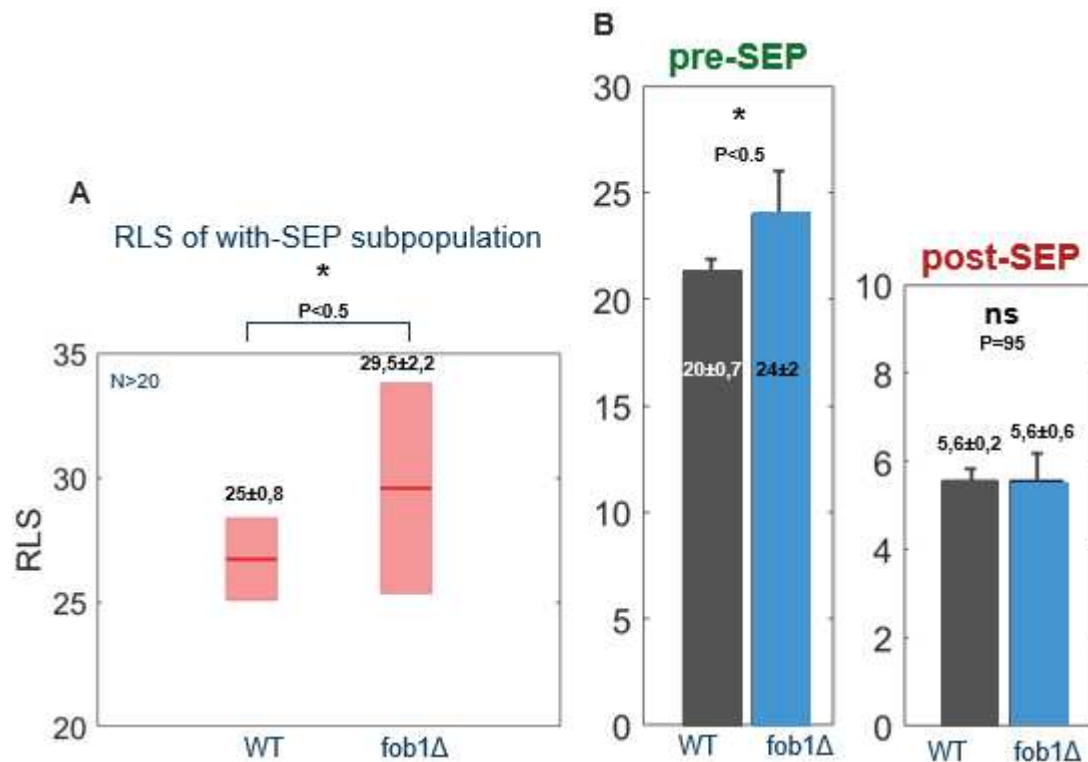 A
RLS of with-SEP subpopulation
*
P<0.5
35
30
25
20
RLS
N>20
25±0,8
29,5±2,2
WT
fob1Δ
B
pre-SEP
30
25
20
15
10
5
0
*
P<0.5
20±0,7
24±2
WT
fob1Δ
post-SEP
10
8
6
4
2
0
ns
P=95
5,6±0,2
5,6±0,6
WT
fob1Δ